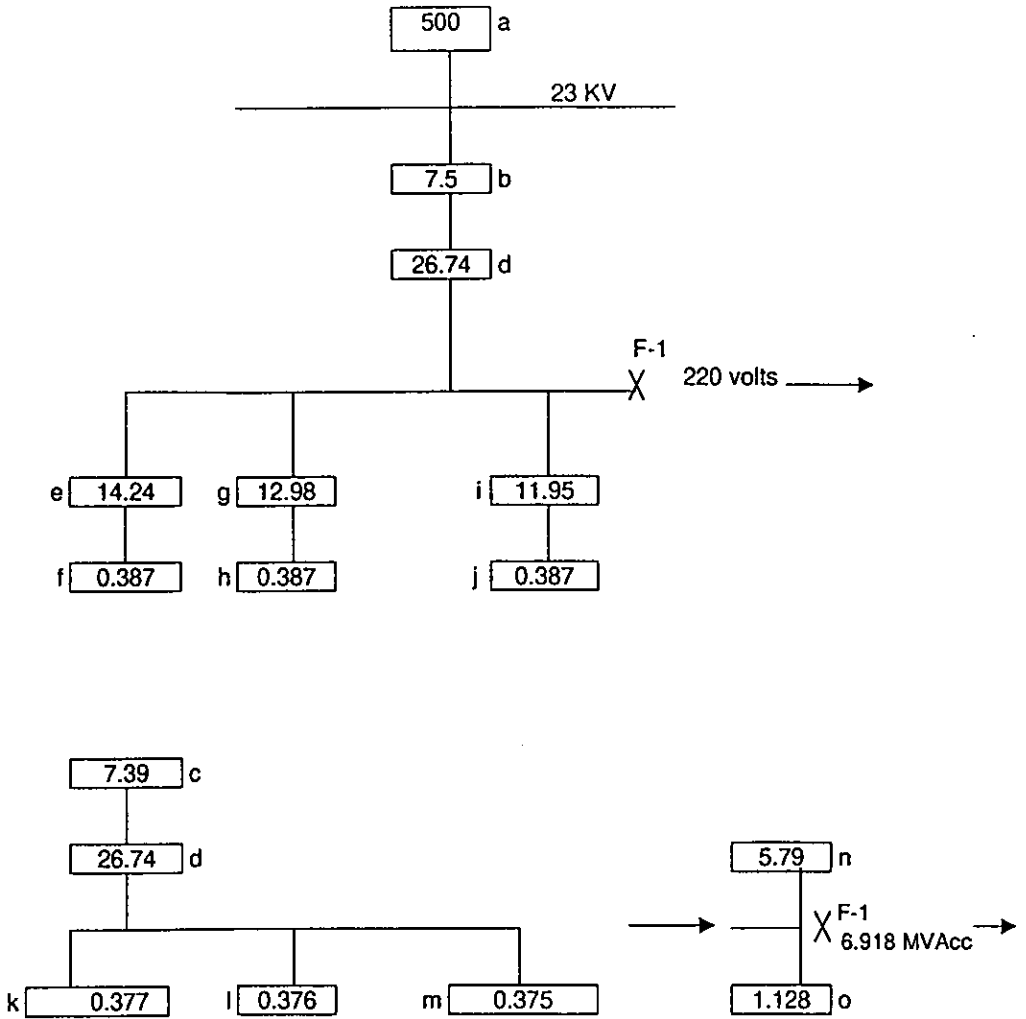 500 a
23 KV
7.5 b
26.74 d
F-1
220 volts
e 14.24 g 12.98 i 11.95
f 0.387 h 0.387 j 0.387
7.39 c
26.74 d
5.79 n
F-1
6.918 MVAcc
k 0.377 l 0.376 m 0.375
1.128 o